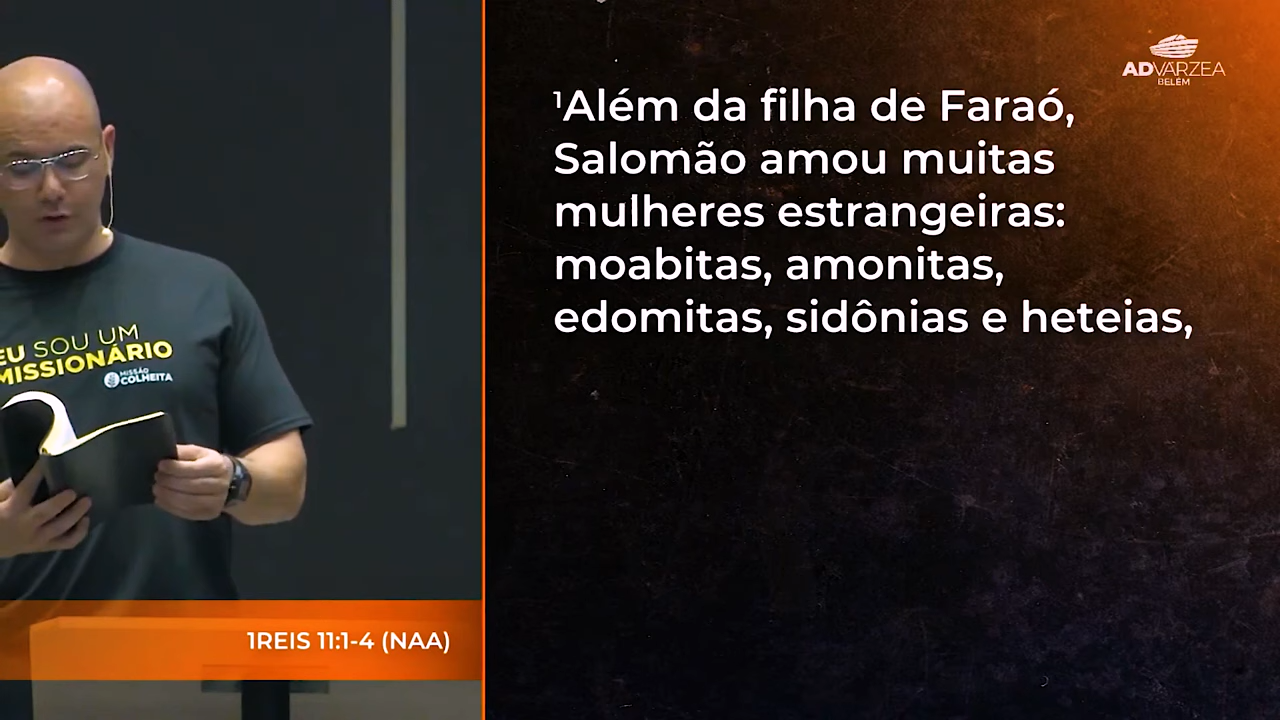 ADVÁRZEA
BELÉM
¹Além da filha de Faraó,
Salomão amou muitas
mulheres estrangeiras:
moabitas, amonitas,
edomitas, sidônias e heteias,
EU SOU UM
MISSIONÁRIO
MISSÃO
COLHEITA
1REIS 11:1-4 (NAA)